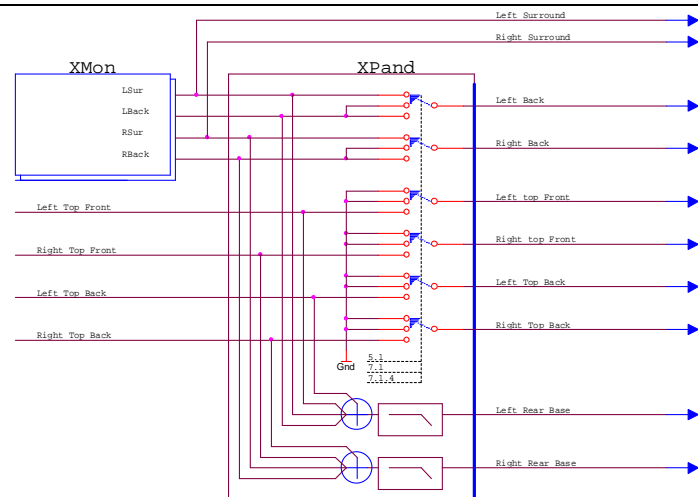 Left Surround
Right Surround
XMon
XPand
LSur
LBack
RSur
RBack
Left Back
Right Back
Left Top Front
Left top Front
Right Top Front
Right top Front
Left Top Back
Left Top Back
Right Top Back
Right Top Back
Gnd
5.1
7.1
7.1.4
Left Rear Base
Right Rear Base